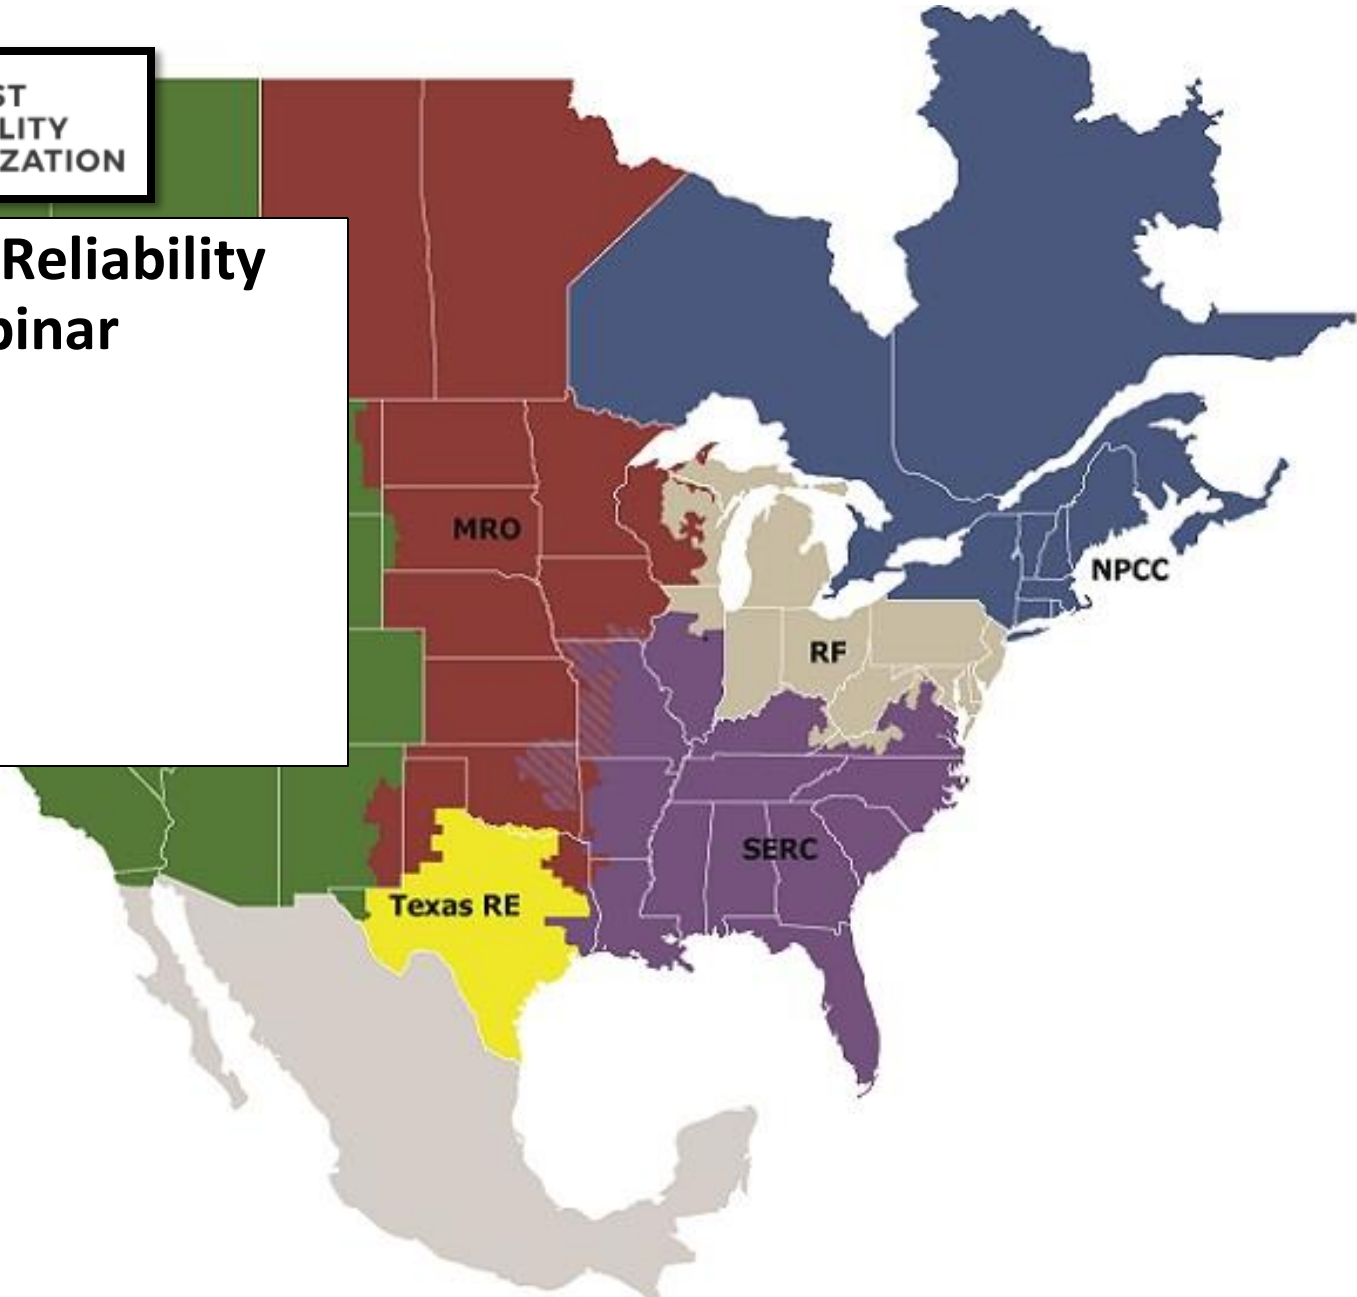 ST
LITY
ZATION
Reliability
binar
MRO
NPCC
RF
SERC
Texas RE